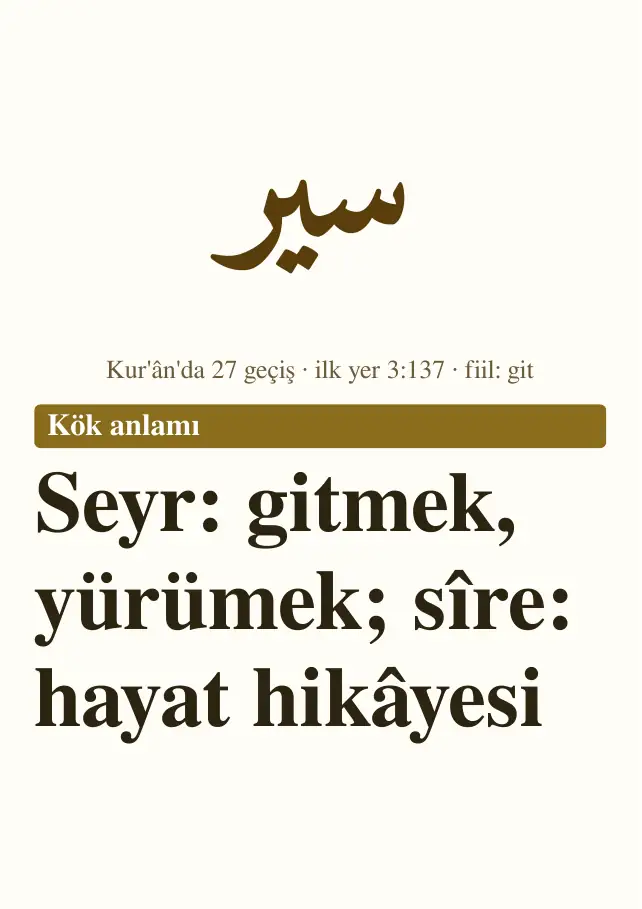 سير
Kur'ân'da 27 geçiş · ilk yer 3:137 · fiil: git
Kök anlamı
Seyr: gitmek,
yürümek; sîre:
hayat hikâyesi